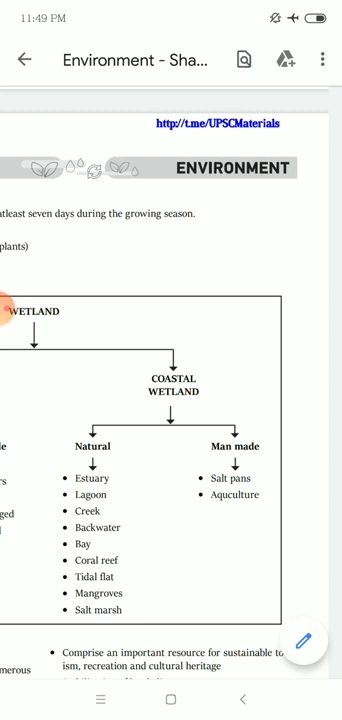 11:49 PM
Environment - Sha...
http://t.me/UPSCMaterials
ENVIRONMENT
atleast seven days during the growing season.
plants)
WETLAND
COASTAL
WETLAND
Natural
Man made
• Estuary
• Salt pans
• Lagoon
• Aquculture
• Creek
• Backwater
• Bay
• Coral reef
• Tidal flat
• Mangroves
• Salt marsh
• Comprise an important resource for sustainable to
ism, recreation and cultural heritage